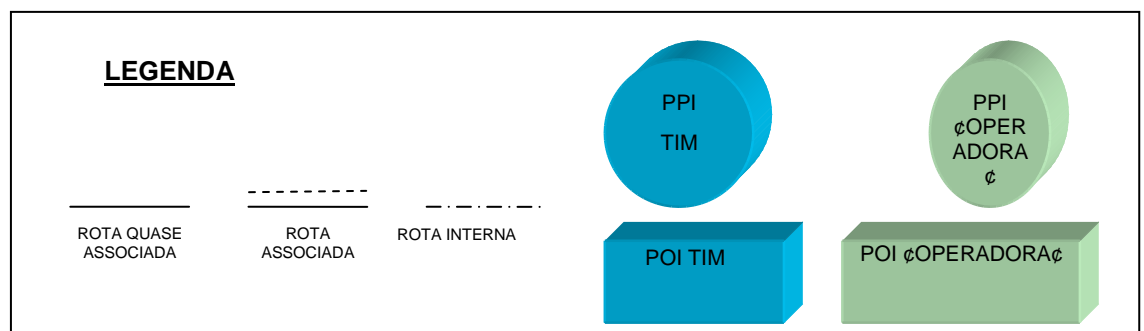 LEGENDA
ROTA QUASE
ASSOCIADA
ROTA
ASSOCIADA
ROTA INTERNA
PPI
TIM
PPI
¢OPER
ADORA
¢
POI TIM
POI ¢OPERADORA¢